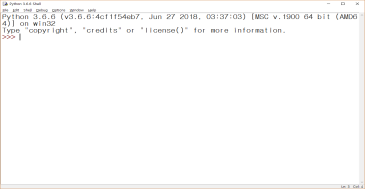 Python 3.6.6 Shell
File Edit Shell Debug Options Window Help
Python 3.6.6 (v3.6.6:4cf1f54eb7, Jun 27 2018, 03:37:03) [MSC v.1900 64 bit (AMD6
4)] on win32
Type "copyright", "credits" or "license()" for more information.
>>>
Ln: 3 Col: 4